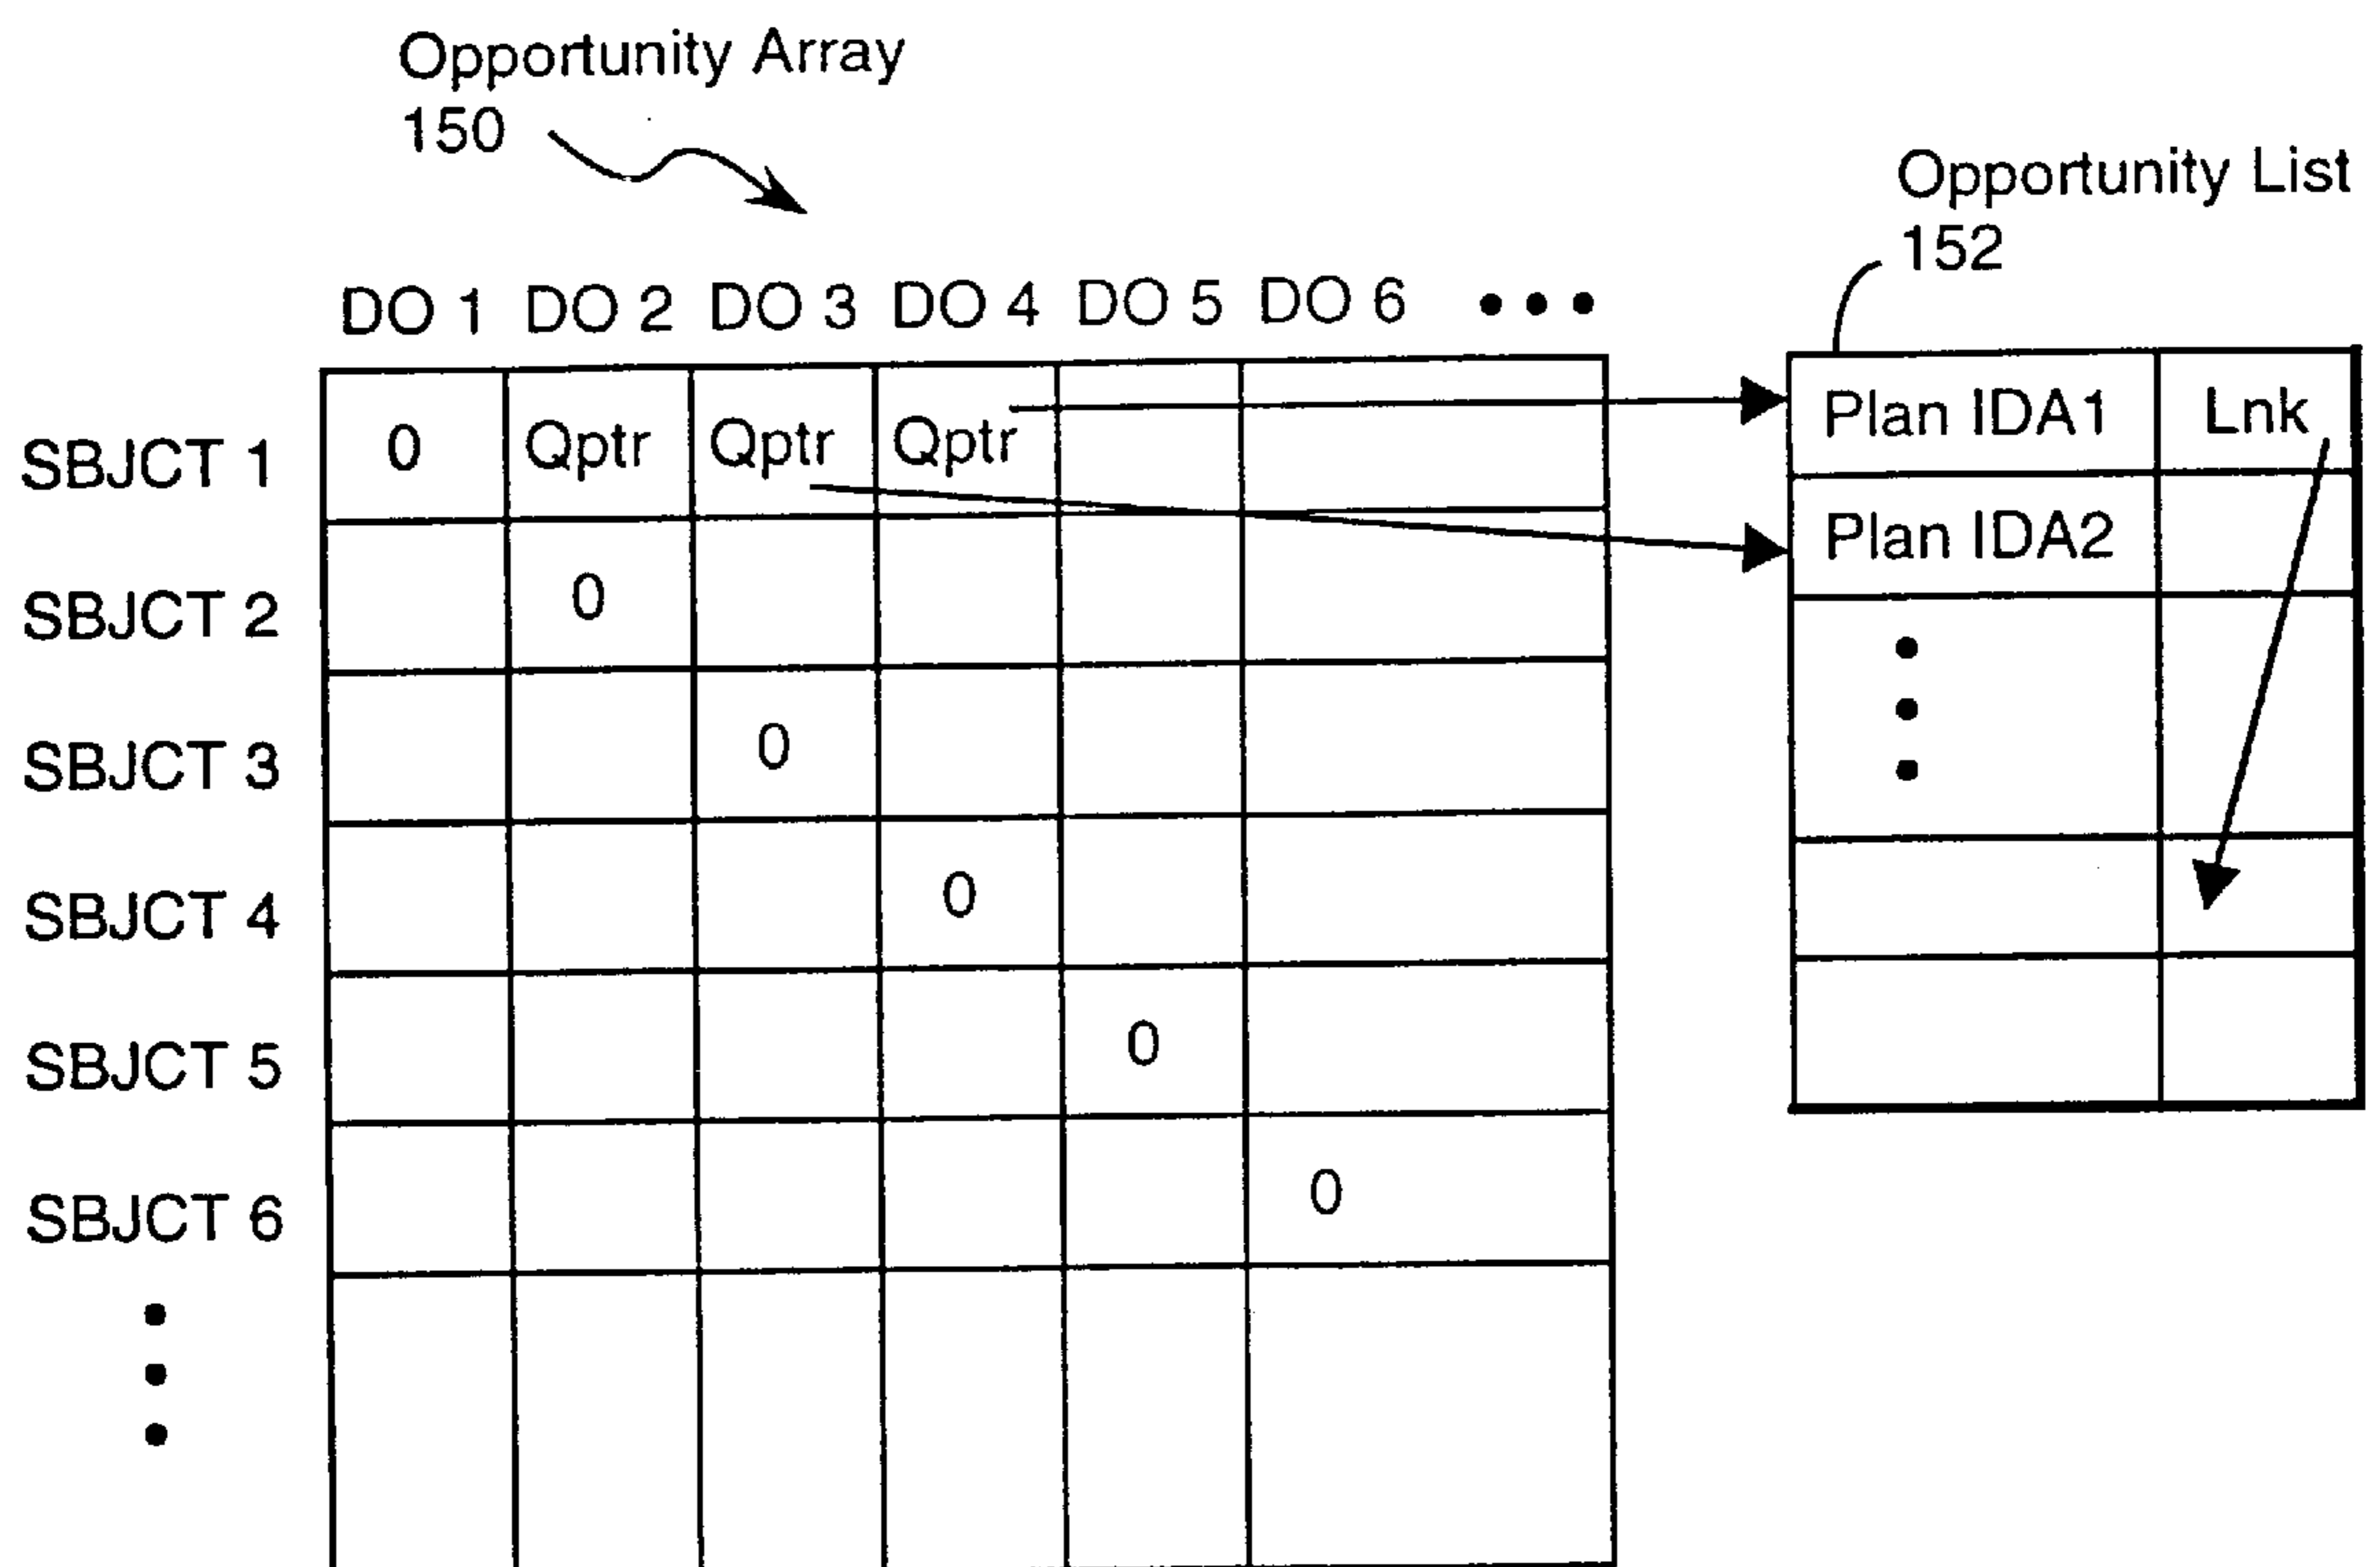 Opportunity Array
150
Opportunity List
152
DO 1 DO 2 DO 3 DO 4 DO 5 DO 6
SBJCT 1 0 Qptr Qptr Qptr
Plan IDA1 Lnk
Plan IDA2
SBJCT 2 0
SBJCT 3 0
SBJCT 4 0
SBJCT 5 0
SBJCT 6 0